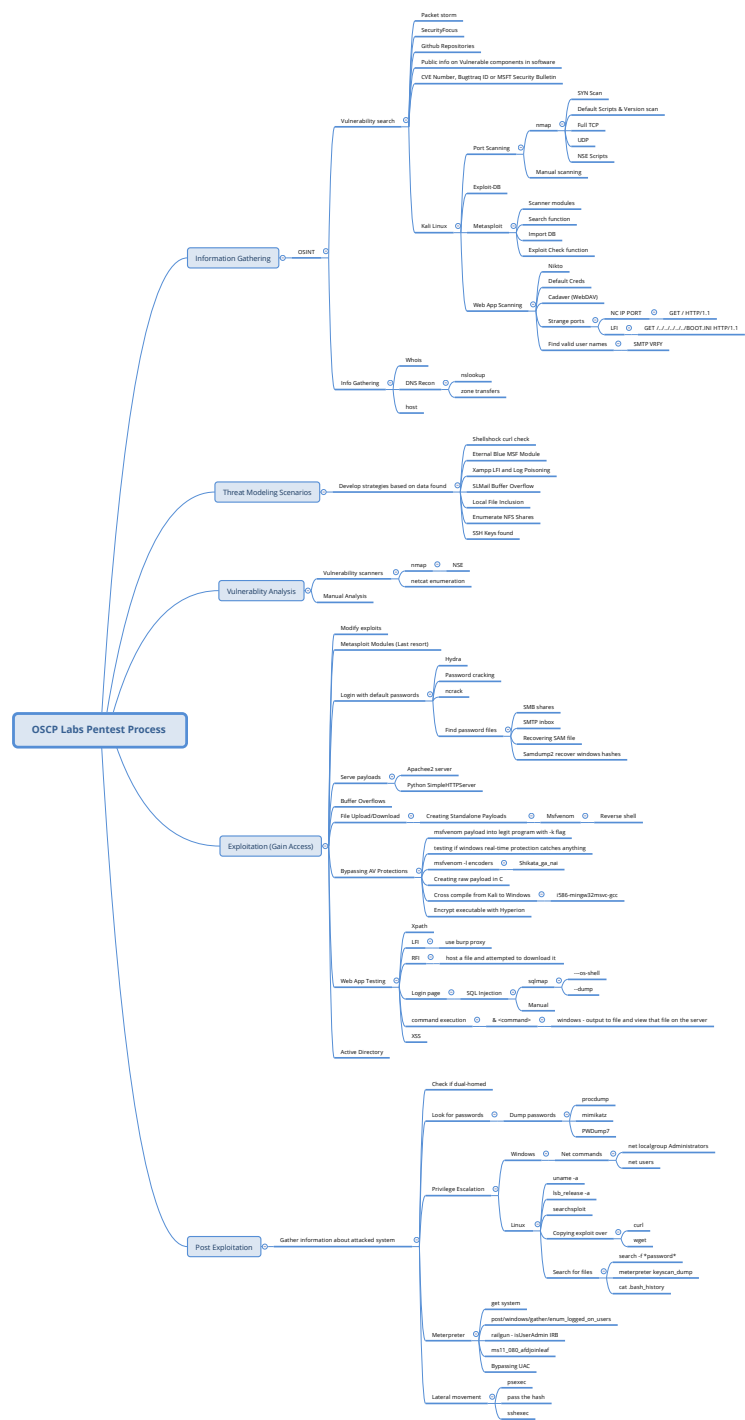 OSCP Labs Pentest Process
Information Gathering
OSINT
Vulnerability search
Packet storm
SecurityFocus
Github Repositories
Public info on Vulnerable components in software
CVE Number, Bugttraq ID or MSFT Security Bulletin
Kali Linux
Port Scanning
nmap
SYN Scan
Default Scripts & Version scan
Full TCP
UDP
NSE Scripts
Manual scanning
Exploit-DB
Metasploit
Scanner modules
Search function
Import DB
Exploit Check function
Web App Scanning
Nikto
Default Creds
Cadaver (WebDAV)
Strange ports
NC IP PORT
GET / HTTP/1.1
LFI
GET /../../../../../../BOOT.INI HTTP/1.1
Find valid user names
SMTP VRFY
Info Gathering
Whois
DNS Recon
nslookup
zone transfers
host
Threat Modeling Scenarios
Develop strategies based on data found
Shellshock curl check
Eternal Blue MSF Module
Xampp LFI and Log Poisoning
SLMail Buffer Overflow
Local File Inclusion
Enumerate NFS Shares
SSH Keys found
Vulnerablity Analysis
Vulnerability scanners
nmap
NSE
netcat enumeration
Manual Analysis
Exploitation (Gain Access)
Modify exploits
Metasploit Modules (Last resort)
Login with default passwords
Hydra
Password cracking
ncrack
Find password files
SMB shares
SMTP inbox
Recovering SAM file
Samdump2 recover windows hashes
Serve payloads
Apachee2 server
Python SimpleHTTPServer
Buffer Overflows
File Upload/Download
Creating Standalone Payloads
Msfvenom
Reverse shell
Bypassing AV Protections
msfvenom payload into legit program with -k flag
testing if windows real-time protection catches anything
msfvenom -l encoders
Shikata_ga_nai
Creating raw payload in C
Cross compile from Kali to Windows
i586-mingw32msvc-gcc
Encrypt executable with Hyperion
Web App Testing
Xpath
LFI
use burp proxy
RFI
host a file and attempted to download it
Login page
SQL Injection
sqlmap
—os-shell
--dump
Manual
command execution
& <command>
windows - output to file and view that file on the server
XSS
Active Directory
Post Exploitation
Gather information about attacked system
Check if dual-homed
Look for passwords
Dump passwords
procdump
mimikatz
PWDump7
Privilege Escalation
Windows
Net commands
net localgroup Administrators
net users
Linux
uname -a
lsb_release -a
searchsploit
Copying exploit over
curl
wget
Search for files
search -f *password*
meterpreter keyscan_dump
cat .bash_history
Meterpreter
get system
post/windows/gather/enum_logged_on_users
railgun - isUserAdmin IRB
ms11_080_afdjoinleaf
Bypassing UAC
Lateral movement
psexec
pass the hash
sshexec